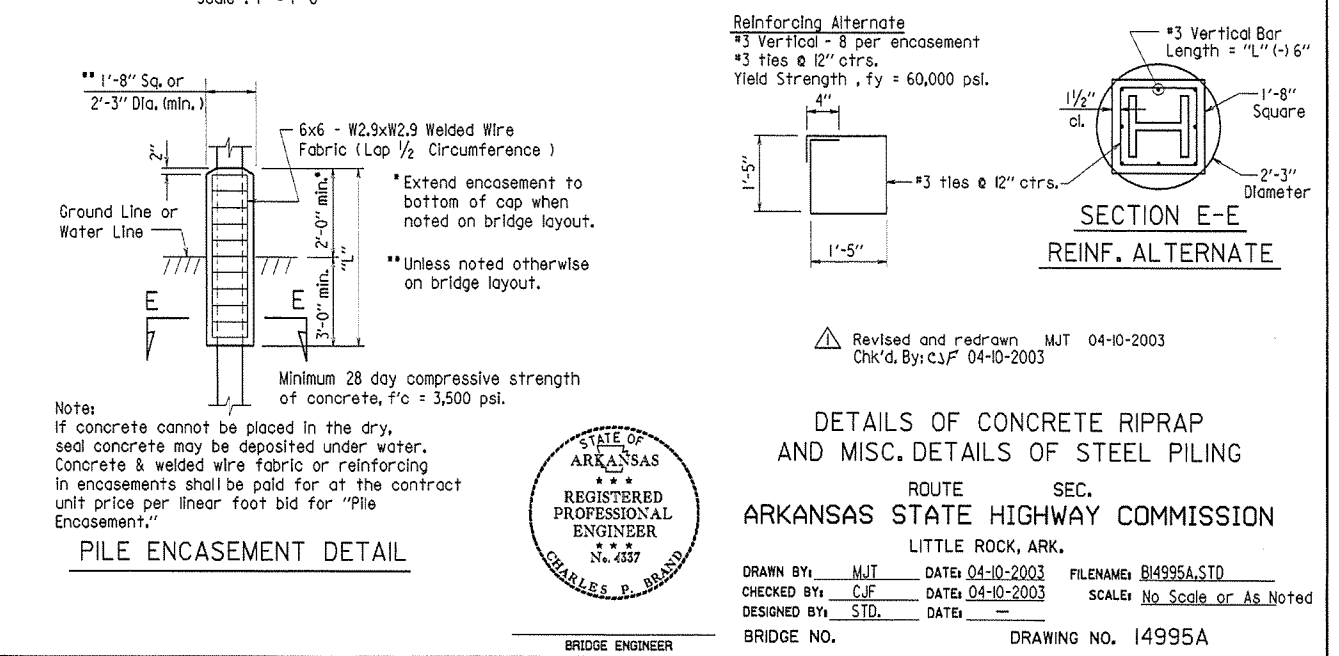 Scale : 1" = 1'-0"
** 1'-8" Sq. or
2'-3" Dia. (min.)
2"
6x6 - W2.9xW2.9 Welded Wire
Fabric ( Lap 1/2 Circumference )
* Extend encasement to
bottom of cap when
noted on bridge layout.
** Unless noted otherwise
on bridge layout.
Ground Line or
Water Line
2'-0" min.*
3'-0" min.
"L"
E
E
Minimum 28 day compressive strength
of concrete, f'c = 3,500 psi.
Note:
If concrete cannot be placed in the dry,
seal concrete may be deposited under water.
Concrete & welded wire fabric or reinforcing
in encasements shall be paid for at the contract
unit price per linear foot bid for "Pile
Encasement."
PILE ENCASEMENT DETAIL
STATE OF
ARKANSAS
★ ★ ★
REGISTERED
PROFESSIONAL
ENGINEER
★ ★ ★
No. 4337
CHARLES P. BRAND
BRIDGE ENGINEER
Reinforcing Alternate
#3 Vertical - 8 per encasement
#3 ties @ 12" ctrs.
Yield Strength , fy = 60,000 psi.
4"
1'-5"
1'-5"
#3 ties @ 12" ctrs.
#3 Vertical Bar
Length = "L" (-) 6"
1 1/2"
cl.
1'-8"
Square
2'-3"
Diameter
SECTION E-E
REINF. ALTERNATE
1 Revised and redrawn MJT 04-10-2003
Chk'd. By: CJF 04-10-2003
DETAILS OF CONCRETE RIPRAP
AND MISC. DETAILS OF STEEL PILING
ROUTE SEC.
ARKANSAS STATE HIGHWAY COMMISSION
LITTLE ROCK, ARK.
DRAWN BY: MJT DATE: 04-10-2003 FILENAME: B14995A.STD
CHECKED BY: CJF DATE: 04-10-2003 SCALE: No Scale or As Noted
DESIGNED BY: STD. DATE: —
BRIDGE NO. DRAWING NO. 14995A